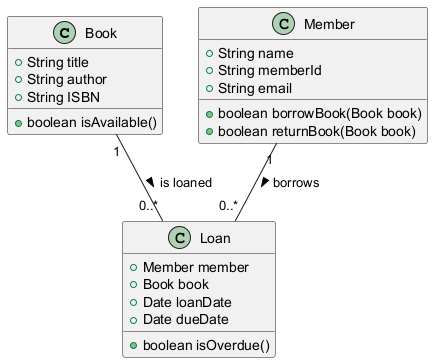 C Book
String title
String author
String ISBN
boolean isAvailable()
C Member
String name
String memberId
String email
boolean borrowBook(Book book)
boolean returnBook(Book book)
1
is loaned
0..*
1
borrows
0..*
C Loan
Member member
Book book
Date loanDate
Date dueDate
boolean isOverdue()